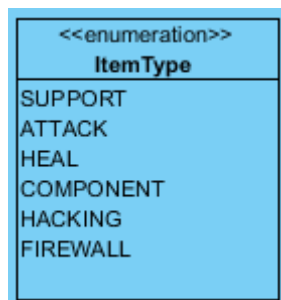 <<enumeration>>
ItemType
SUPPORT
ATTACK
HEAL
COMPONENT
HACKING
FIREWALL